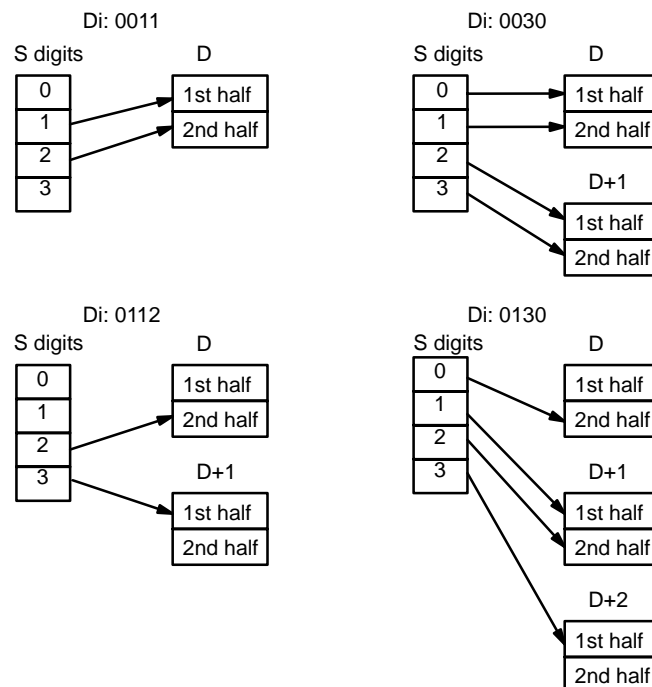 Di: 0011
S digits D
0
1
2
3
1st half
2nd half
Di: 0030
S digits D
0
1
2
3
1st half
2nd half
D+1
1st half
2nd half
Di: 0112
S digits D
0
1
2
3
1st half
2nd half
D+1
1st half
2nd half
Di: 0130
S digits D
0
1
2
3
1st half
2nd half
D+1
1st half
2nd half
D+2
1st half
2nd half